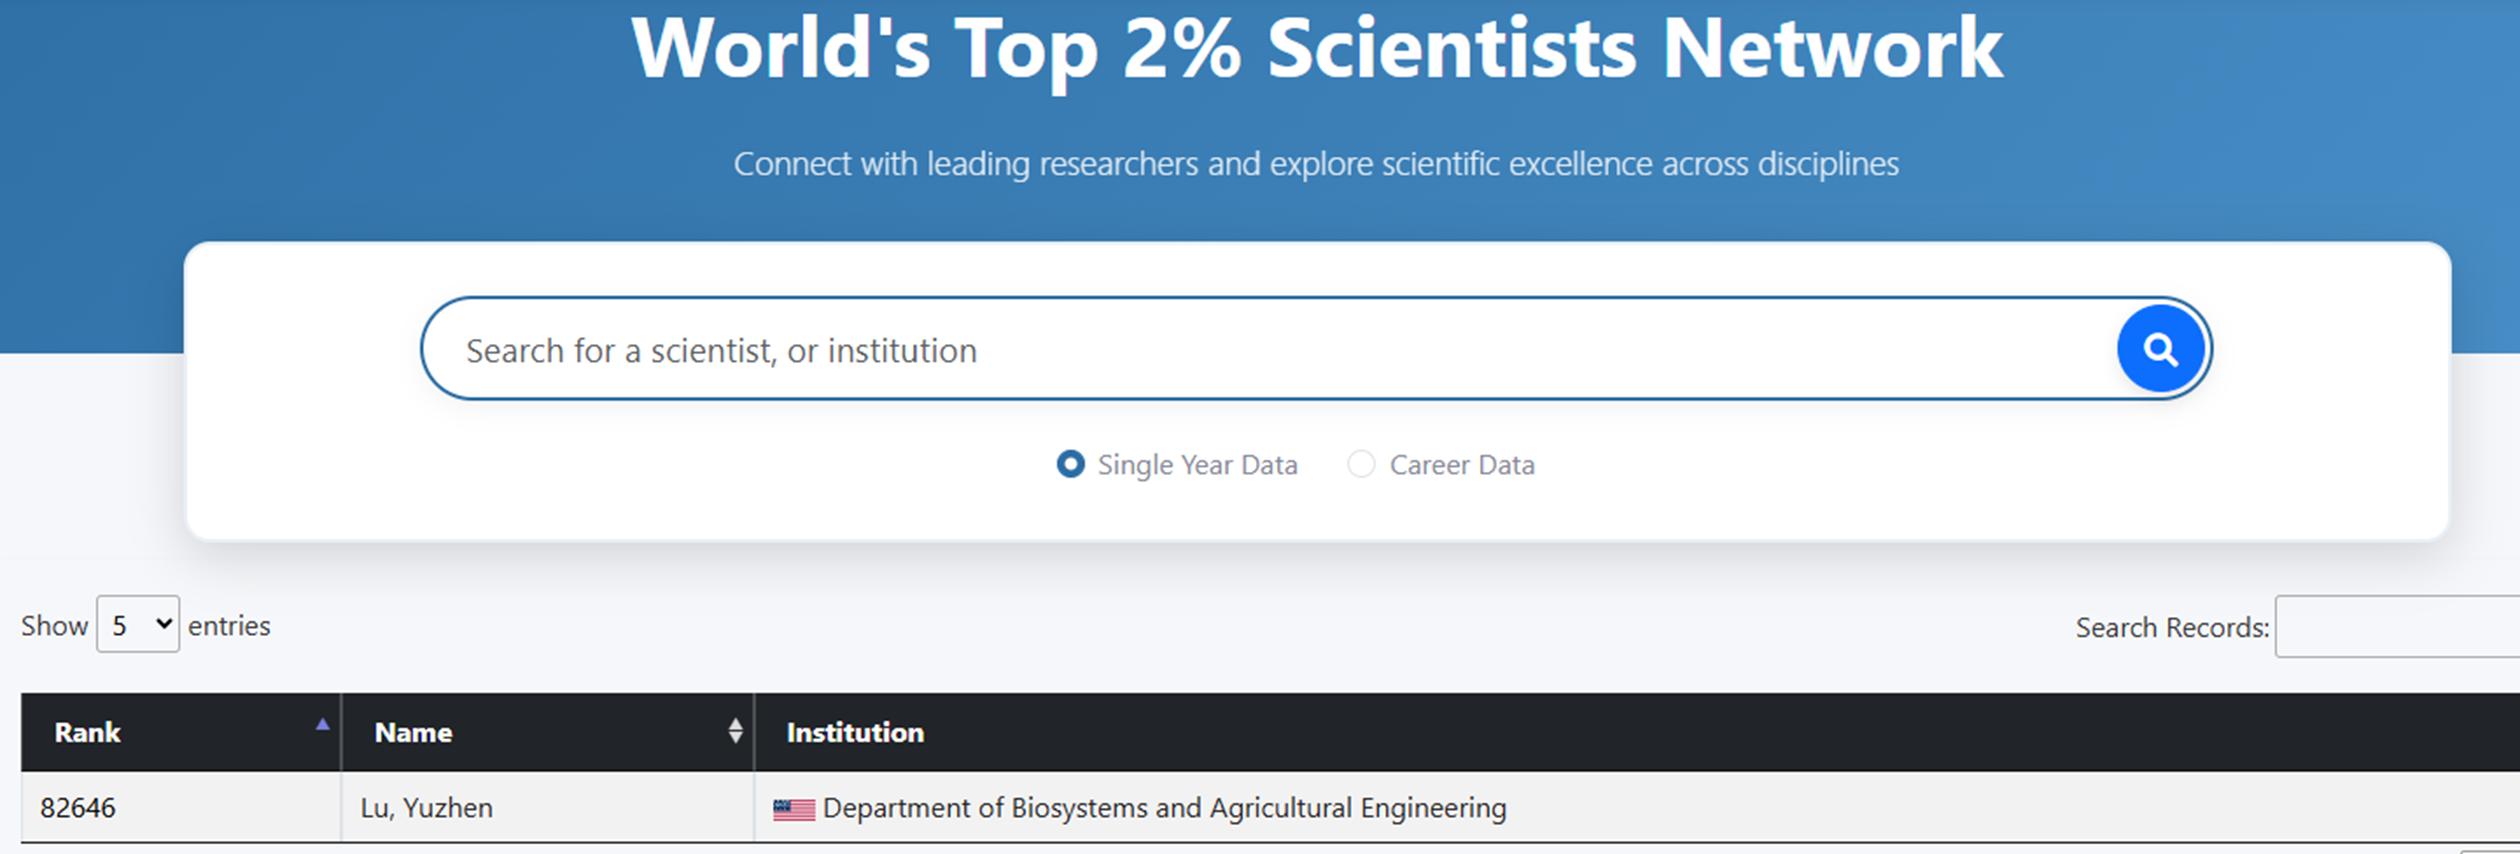 World's Top 2% Scientists Network
Connect with leading researchers and explore scientific excellence across disciplines
Search for a scientist, or institution
Single Year Data Career Data
Show 5 entries Search Records:
Rank Name Institution
82646 Lu, Yuzhen Department of Biosystems and Agricultural Engineering